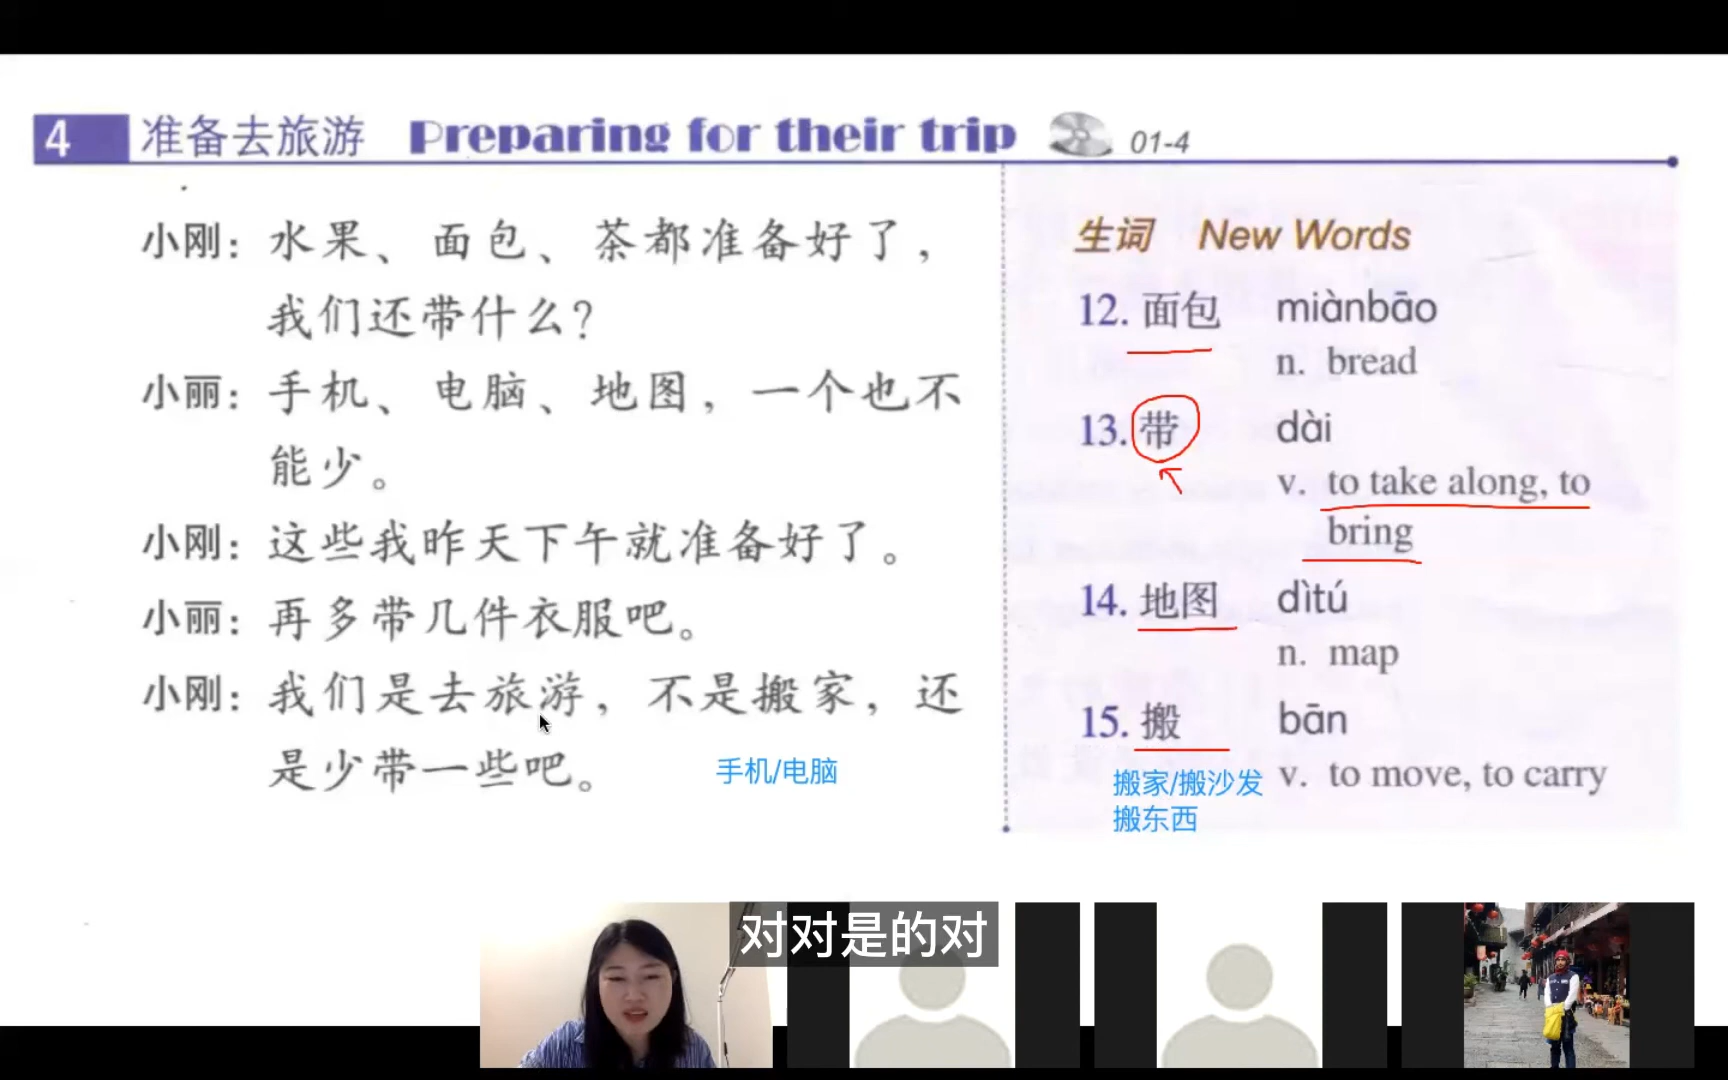 4 准备去旅游 Preparing for their trip 01-4
小刚：水果、面包、茶都准备好了，
我们还带什么？
小丽：手机、电脑、地图，一个也不
能少。
小刚：这些我昨天下午就准备好了。
小丽：再多带几件衣服吧。
小刚：我们是去旅游，不是搬家，还
是少带一些吧。
手机/电脑
生词 New Words
12. 面包 miànbāo
n. bread
13. 带 dài
v. to take along, to
bring
14. 地图 dìtú
n. map
15. 搬 bān
v. to move, to carry
搬家/搬沙发
搬东西
对对是的对